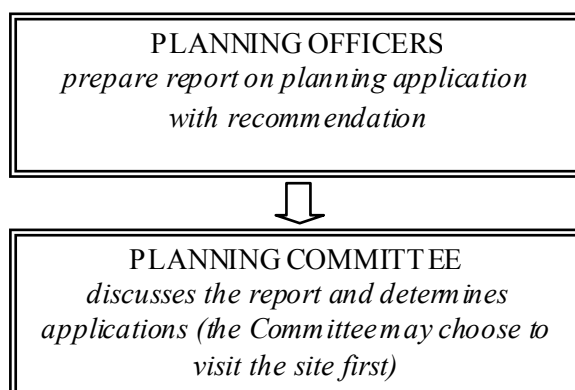 PLANNING OFFICERS
prepare report on planning application
with recommendation
PLANNING COMMITTEE
discusses the report and determines
applications (the Committee may choose to
visit the site first)